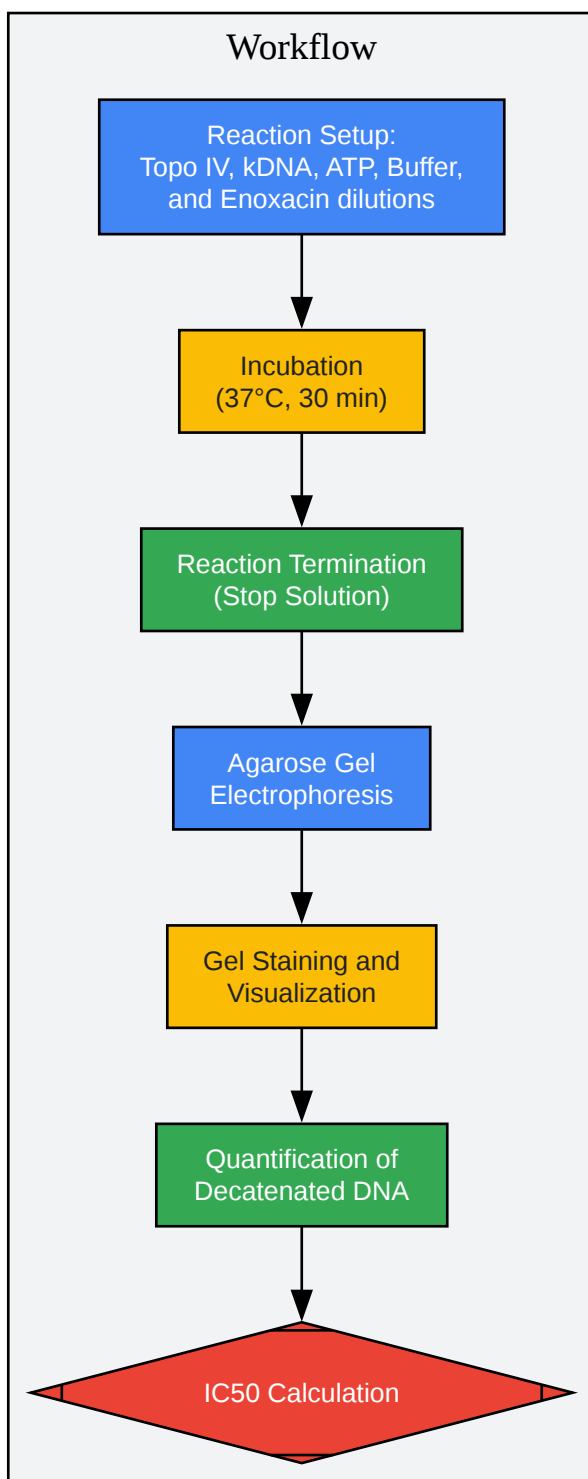 Workflow
Reaction Setup:
Topo IV, kDNA, ATP, Buffer,
and Enoxacin dilutions
Incubation
(37°C, 30 min)
Reaction Termination
(Stop Solution)
Agarose Gel
Electrophoresis
Gel Staining and
Visualization
Quantification of
Decatenated DNA
IC50 Calculation